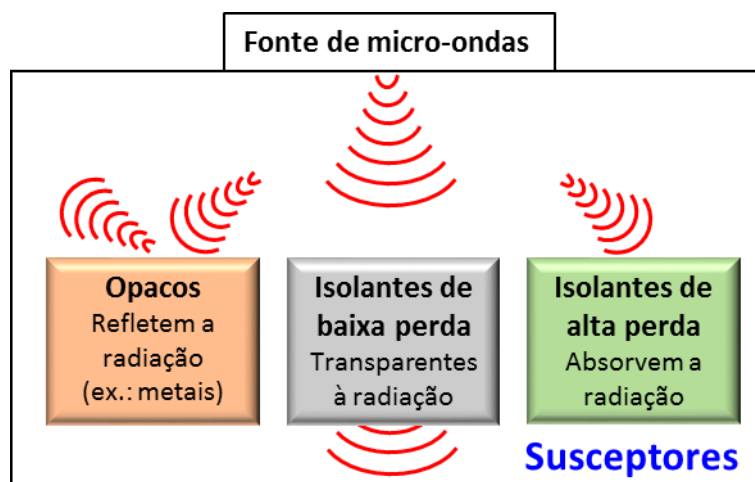 Fonte de micro-ondas
Opacos
Refletem a
radiação
(ex.: metais)
Isolantes de
baixa perda
Transparentes
à radiação
Isolantes de
alta perda
Absorvem a
radiação
Susceptores